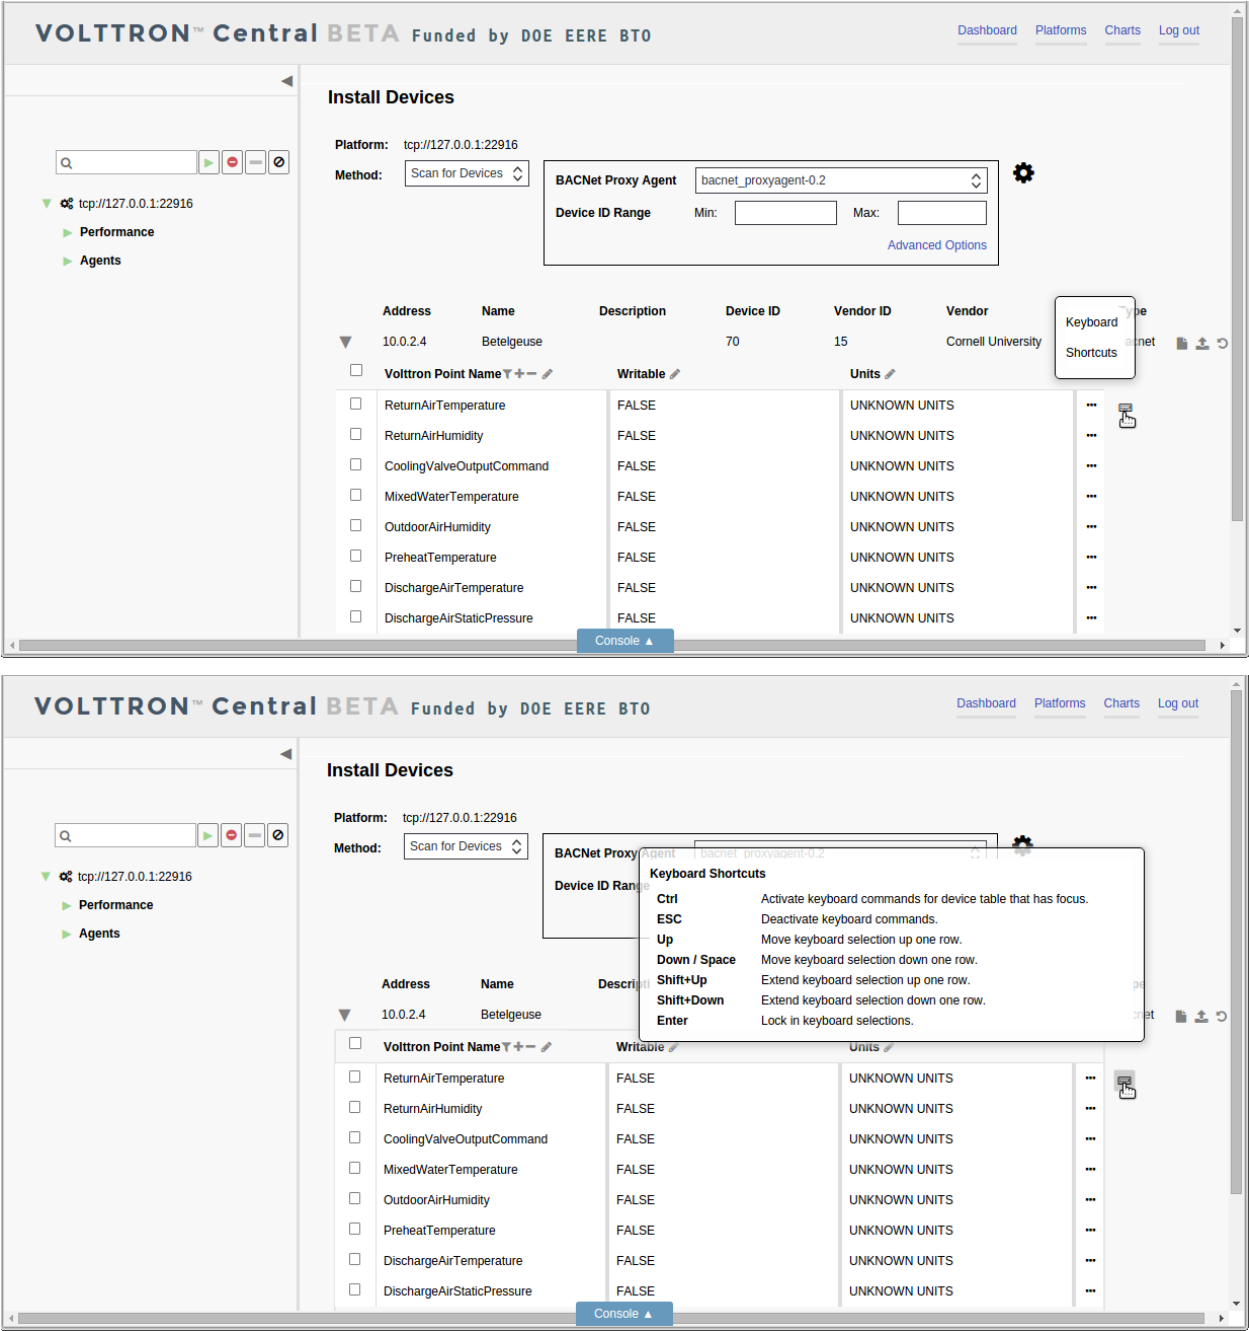 VOLTTRON™ Central BETA Funded by DOE EERE BTO
Dashboard Platforms Charts Log out
Install Devices
Platform: tcp://127.0.0.1:22916
Method: Scan for Devices
BACNet Proxy Agent bacnet_proxyagent-0.2
Device ID Range Min: Max:
Advanced Options
tcp://127.0.0.1:22916
Performance
Agents
Address Name Description Device ID Vendor ID Vendor
Keyboard
Shortcuts
10.0.2.4 Betelgeuse 70 15 Cornell University
Volttron Point Name Writable Units
ReturnAirTemperature FALSE UNKNOWN UNITS
ReturnAirHumidity FALSE UNKNOWN UNITS
CoolingValveOutputCommand FALSE UNKNOWN UNITS
MixedWaterTemperature FALSE UNKNOWN UNITS
OutdoorAirHumidity FALSE UNKNOWN UNITS
PreheatTemperature FALSE UNKNOWN UNITS
DischargeAirTemperature FALSE UNKNOWN UNITS
DischargeAirStaticPressure FALSE UNKNOWN UNITS
Console ▲
VOLTTRON™ Central BETA Funded by DOE EERE BTO
Dashboard Platforms Charts Log out
Install Devices
Platform: tcp://127.0.0.1:22916
Method: Scan for Devices
BACNet Proxy Agent bacnet_proxyagent-0.2
Device ID Range
tcp://127.0.0.1:22916
Performance
Agents
Keyboard Shortcuts
Ctrl Activate keyboard commands for device table that has focus.
ESC Deactivate keyboard commands.
Up Move keyboard selection up one row.
Down / Space Move keyboard selection down one row.
Shift+Up Extend keyboard selection up one row.
Shift+Down Extend keyboard selection down one row.
Enter Lock in keyboard selections.
Address Name
10.0.2.4 Betelgeuse
Volttron Point Name Writable Units
ReturnAirTemperature FALSE UNKNOWN UNITS
ReturnAirHumidity FALSE UNKNOWN UNITS
CoolingValveOutputCommand FALSE UNKNOWN UNITS
MixedWaterTemperature FALSE UNKNOWN UNITS
OutdoorAirHumidity FALSE UNKNOWN UNITS
PreheatTemperature FALSE UNKNOWN UNITS
DischargeAirTemperature FALSE UNKNOWN UNITS
DischargeAirStaticPressure FALSE UNKNOWN UNITS
Console ▲